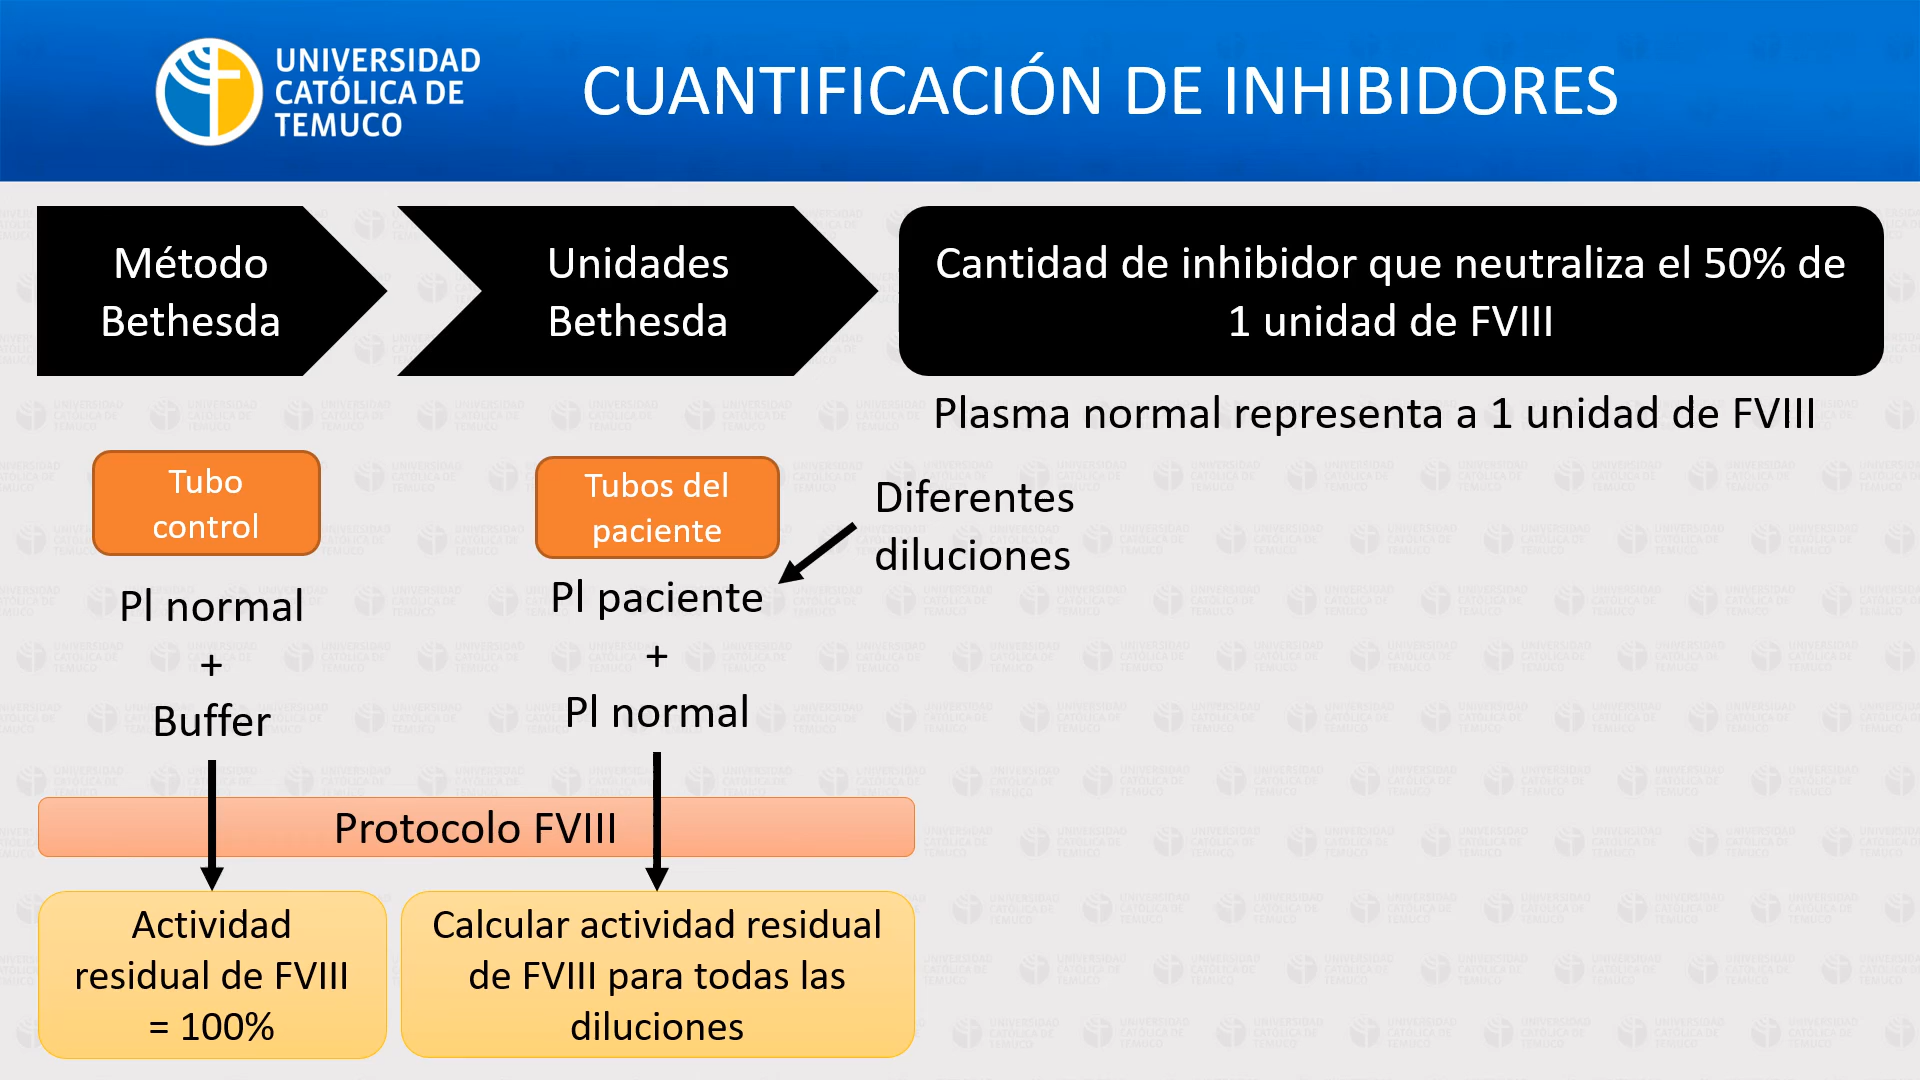 UNIVERSIDAD
CATÓLICA DE
TEMUCO
CUANTIFICACIÓN DE INHIBIDORES
Método
Bethesda
Unidades
Bethesda
Cantidad de inhibidor que neutraliza el 50% de
1 unidad de FVIII
Plasma normal representa a 1 unidad de FVIII
Tubo
control
Pl normal
+
Buffer
Tubos del
paciente
Diferentes
diluciones
Pl paciente
+
Pl normal
Protocolo FVIII
Actividad
residual de FVIII
= 100%
Calcular actividad residual
de FVIII para todas las
diluciones